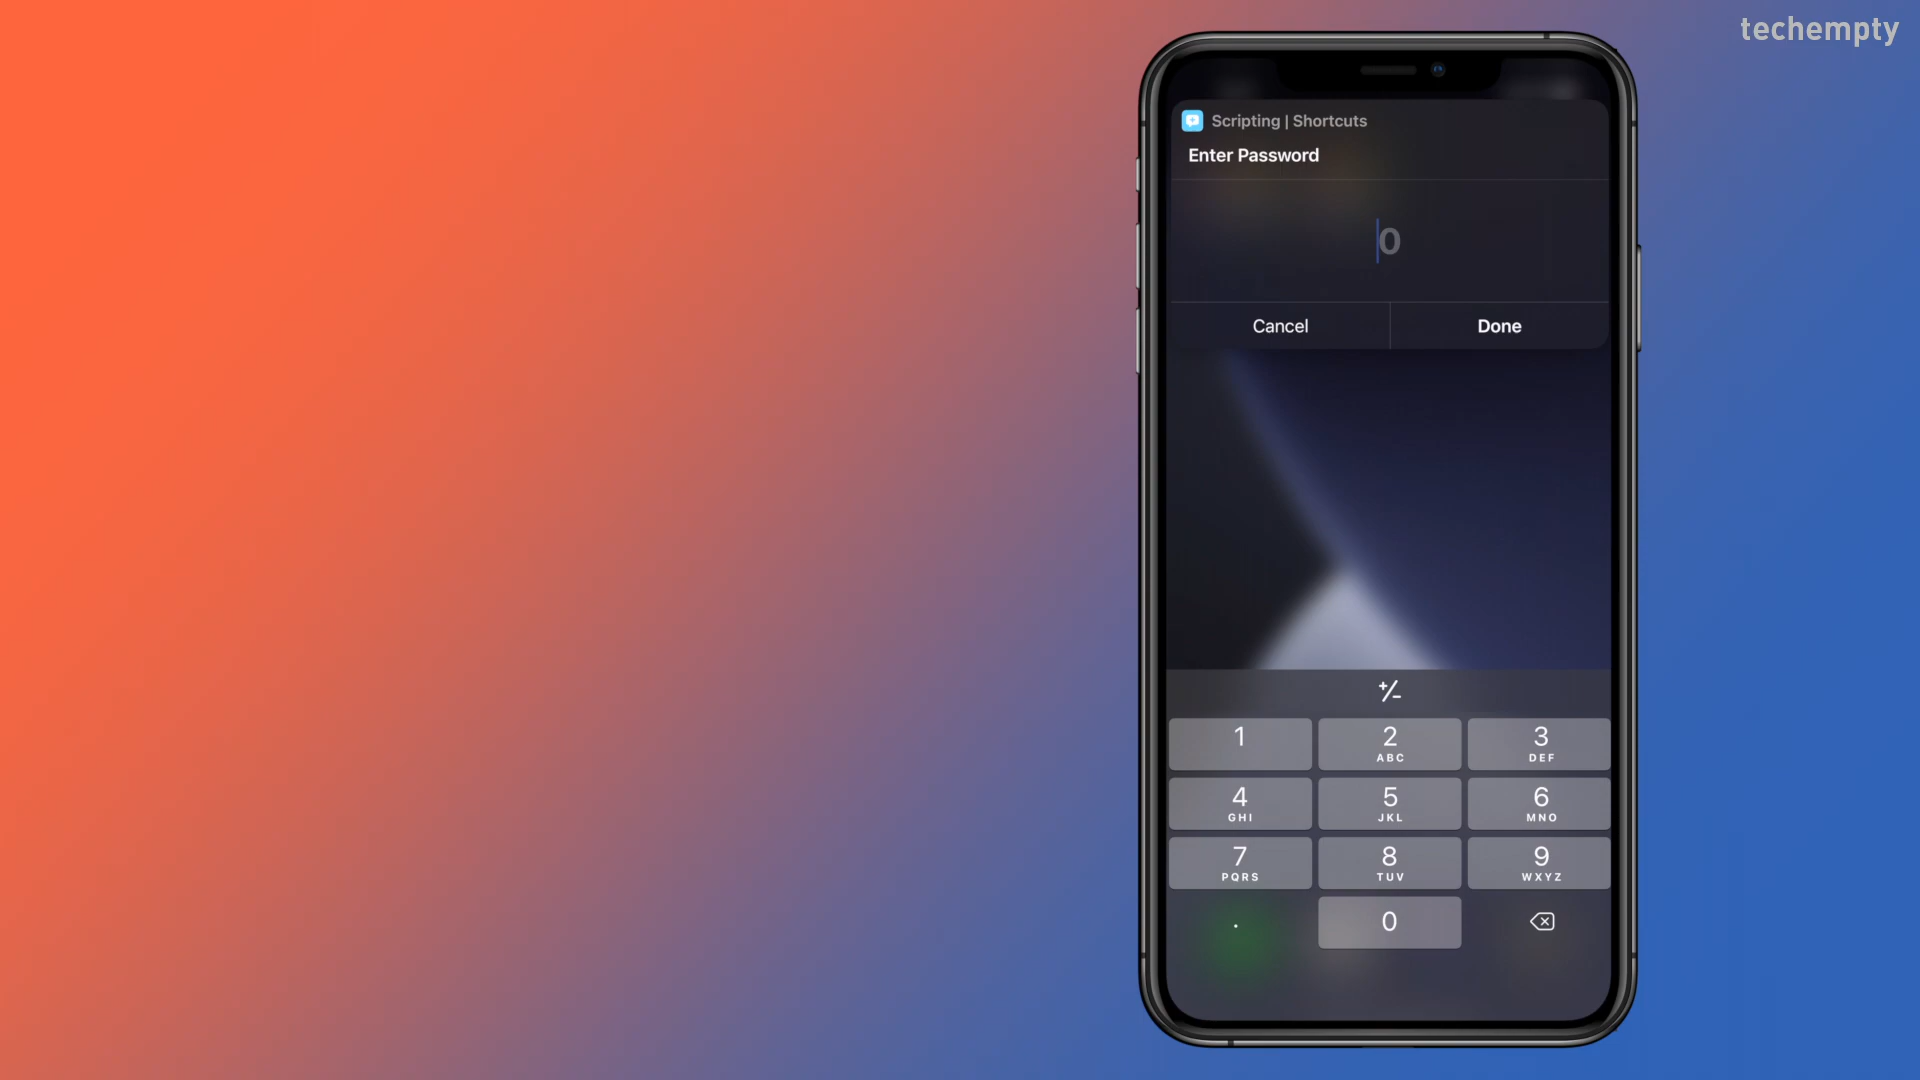 techempty
Scripting | Shortcuts
Enter Password
0
Cancel
Done
+/-
1
2
ABC
3
DEF
4
GHI
5
JKL
6
MNO
7
PQRS
8
TUV
9
WXYZ
.
0